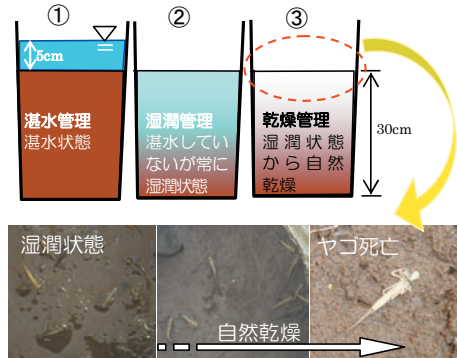 ① ② ③
5cm
湛水管理
湛水状態
湿潤管理
湛水してい
ないが常に
湿潤状態
乾燥管理
湿潤状態
から自然
乾燥
30cm
湿潤状態
ヤゴ死亡
自然乾燥